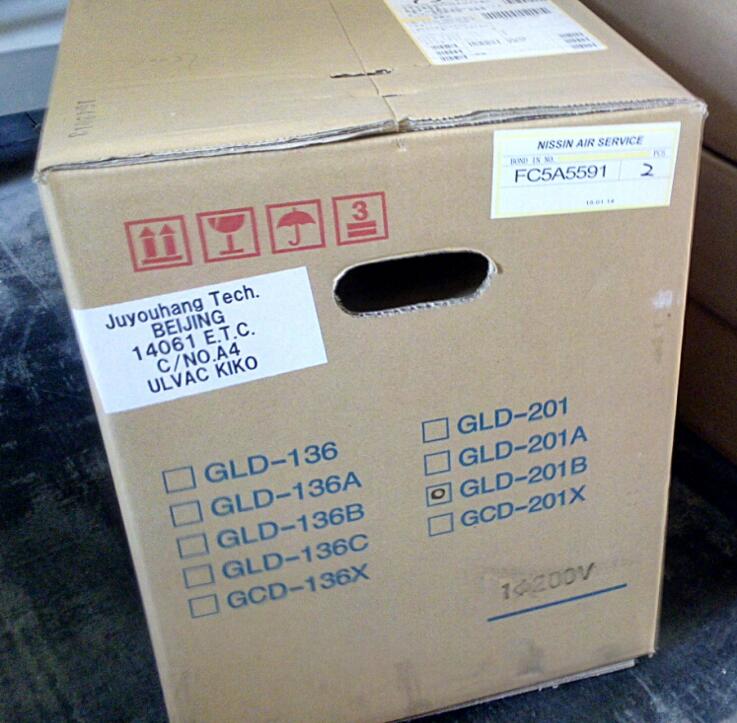 NISSIN AIR SERVICE
BOND IN NO. PCS
FC5A5591 2
3
Juyouhang Tech.
BEIJING
14061 E.T.C.
C/NO.A4
ULVAC KIKO
GLD-136
GLD-136A
GLD-136B
GLD-136C
GCD-136X
GLD-201
GLD-201A
GLD-201B
GCD-201X
1φ200V